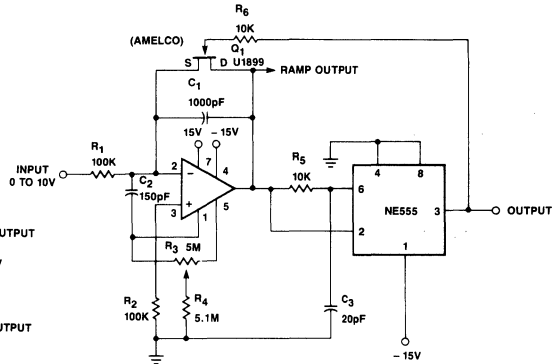 R6
10K
(AMELCO)
Q1
U1899
S D
RAMP OUTPUT
C1
1000pF
15V - 15V
R1
100K
INPUT
0 TO 10V
C2
150pF
2 -
7 4
+
3
1 5
R5
10K
4 8
6
NE555
3
OUTPUT
2
1
UTPUT
R3 5M
R2
100K
R4
5.1M
C3
20pF
- 15V
UTPUT